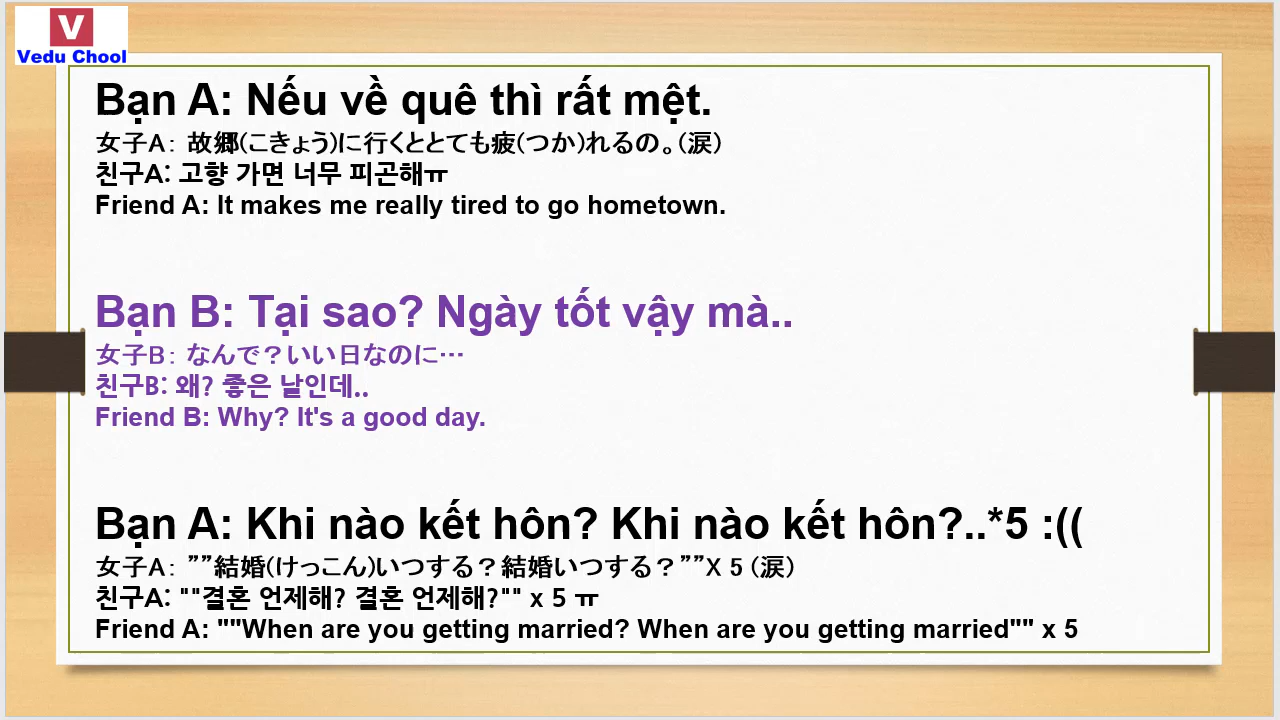 V
Vedu Chool
Bạn A: Nếu về quê thì rất mệt.
女子A： 故郷(こきょう)に行くととても疲(つか)れるの。(涙)
친구A: 고향 가면 너무 피곤해ㅠ
Friend A: It makes me really tired to go hometown.
Bạn B: Tại sao? Ngày tốt vậy mà..
女子B： なんで？いい日なのに…
친구B: 왜? 좋은 날인데..
Friend B: Why? It's a good day.
Bạn A: Khi nào kết hôn? Khi nào kết hôn?..*5 :((
女子A： ””結婚(けっこん)いつする？結婚いつする？””X 5 (涙)
친구A: ""결혼 언제해? 결혼 언제해?"" x 5 ㅠ
Friend A: ""When are you getting married? When are you getting married"" x 5